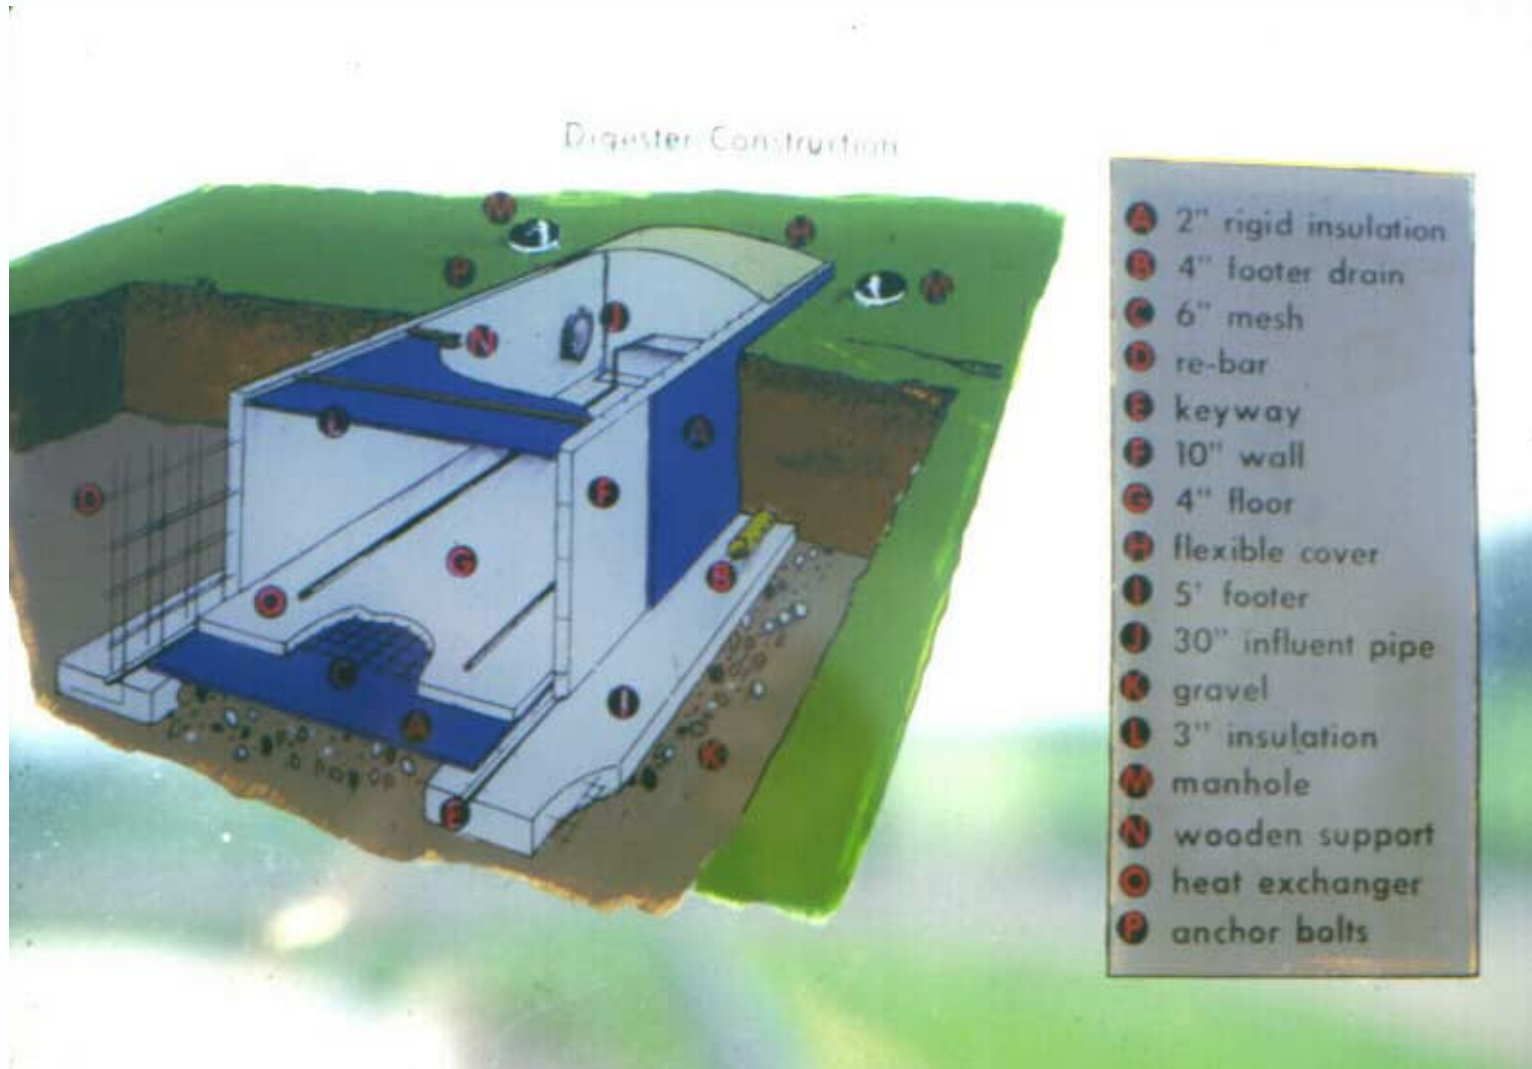 Digester Construction
M
H
P
M
J
N
L
A
D
F
G
B
O
C
I
A
K
E
A 2" rigid insulation
B 4" footer drain
C 6" mesh
D re-bar
E keyway
F 10" wall
G 4" floor
H flexible cover
I 5' footer
J 30" influent pipe
K gravel
L 3" insulation
M manhole
N wooden support
O heat exchanger
P anchor bolts